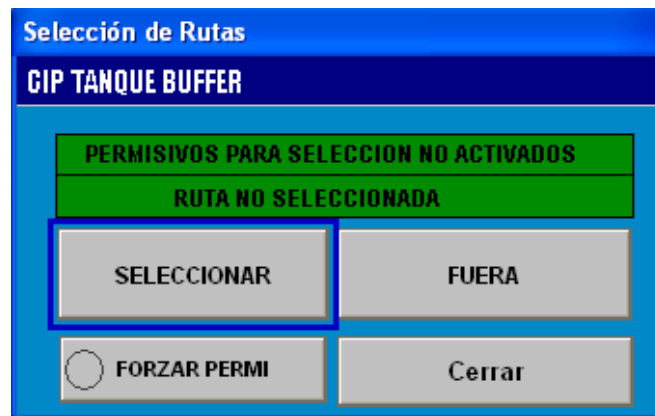 Selección de Rutas
CIP TANQUE BUFFER
PERMISIVOS PARA SELECCION NO ACTIVADOS
RUTA NO SELECCIONADA
SELECCIONAR FUERA
FORZAR PERMI Cerrar